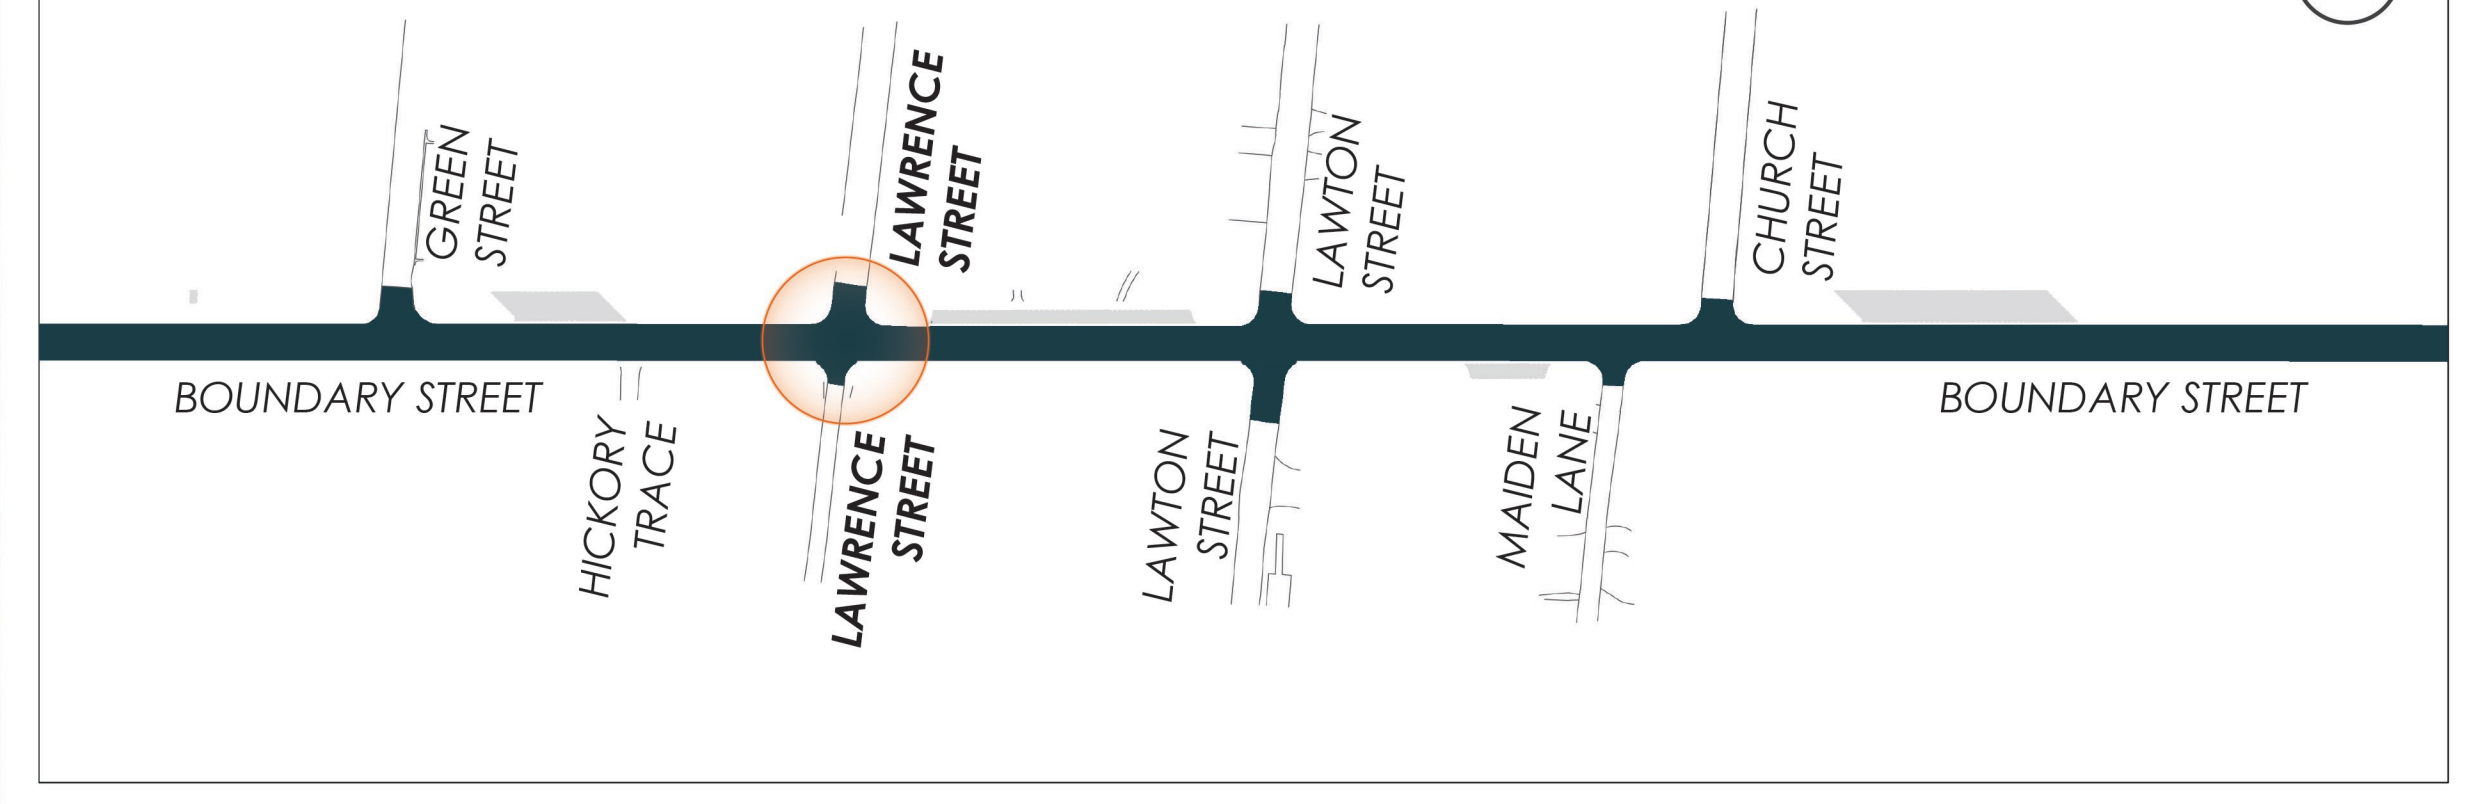 GREEN
STREET
LAWRENCE
STREET
LAWTON
STREET
CHURCH
STREET
BOUNDARY STREET
BOUNDARY STREET
HICKORY
TRACE
LAWRENCE
STREET
LAWTON
STREET
MAIDEN
LANE